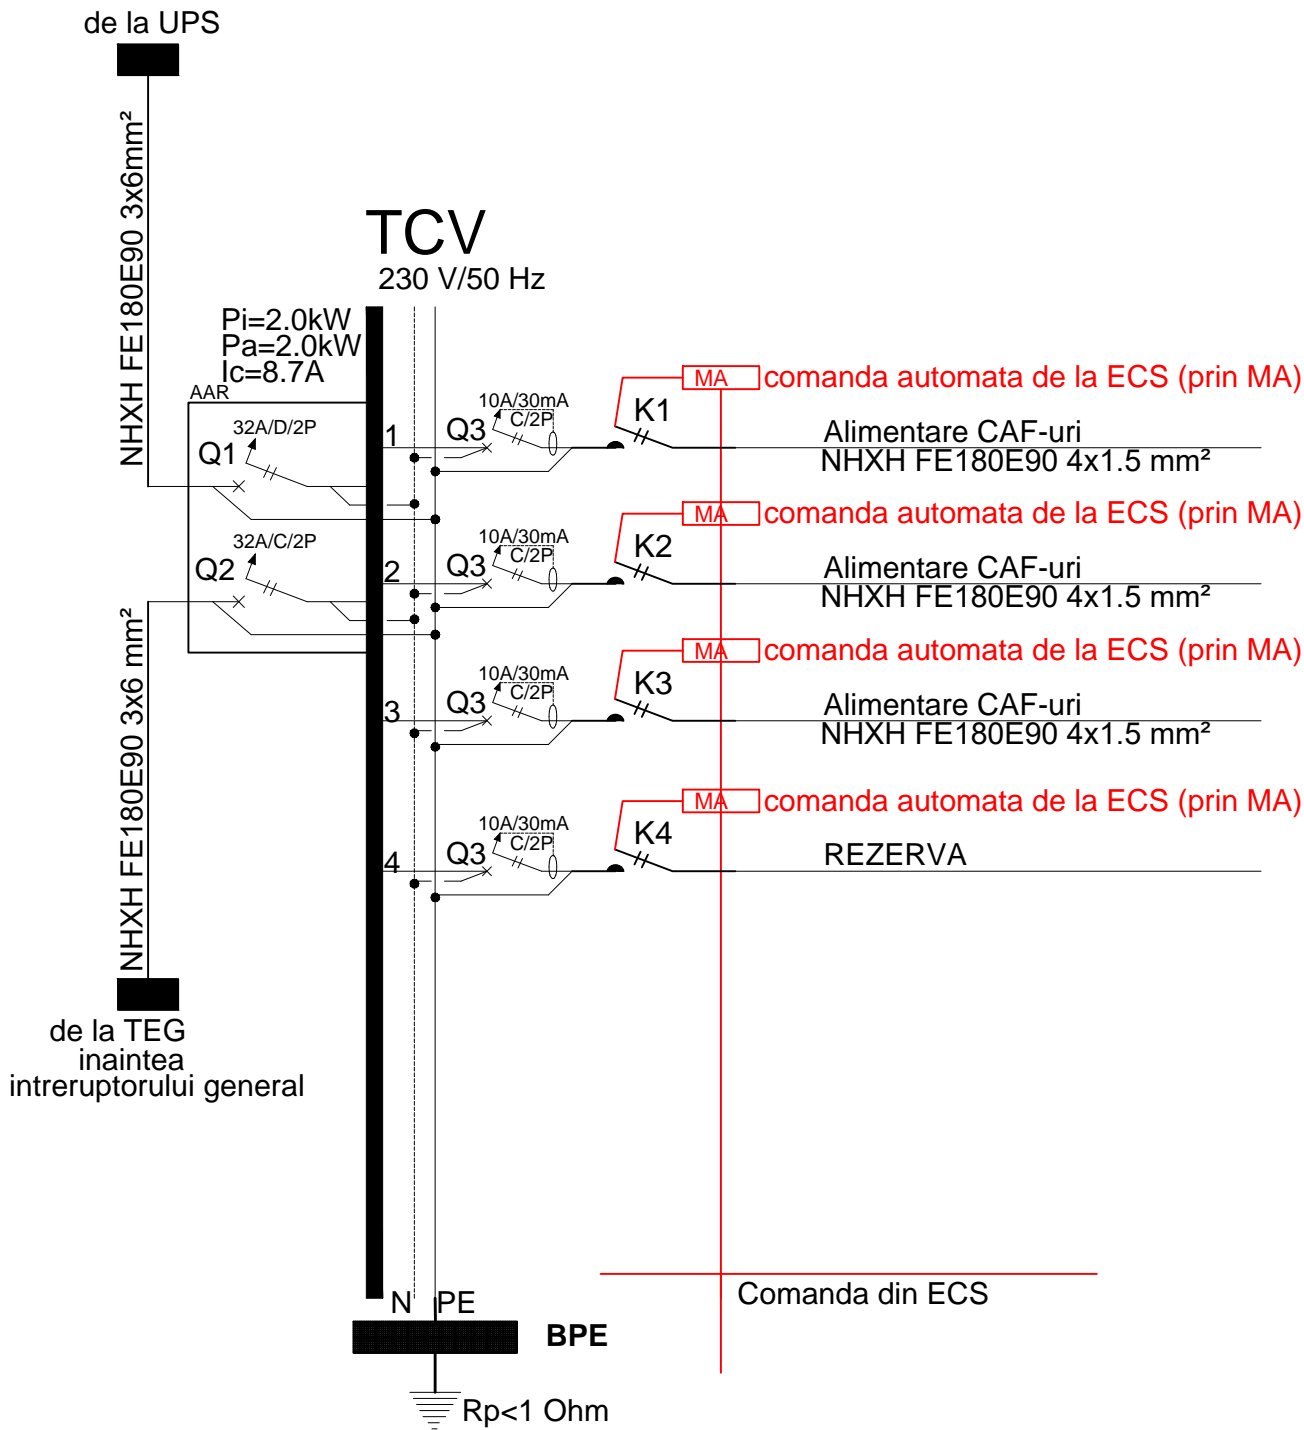 de la UPS
NHXH FE180E90 3x6mm²
TCV
230 V/50 Hz
Pi=2.0kW
Pa=2.0kW
Ic=8.7A
AAR
32A/D/2P
Q1
32A/C/2P
Q2
NHXH FE180E90 3x6 mm²
de la TEG
inaintea
intreruptorului general
1
Q3
10A/30mA
C/2P
K1
MA
comanda automata de la ECS (prin MA)
Alimentare CAF-uri
NHXH FE180E90 4x1.5 mm²
2
Q3
10A/30mA
C/2P
K2
MA
comanda automata de la ECS (prin MA)
Alimentare CAF-uri
NHXH FE180E90 4x1.5 mm²
3
Q3
10A/30mA
C/2P
K3
MA
comanda automata de la ECS (prin MA)
Alimentare CAF-uri
NHXH FE180E90 4x1.5 mm²
4
Q3
10A/30mA
C/2P
K4
MA
comanda automata de la ECS (prin MA)
REZERVA
Comanda din ECS
N
PE
BPE
Rp<1 Ohm